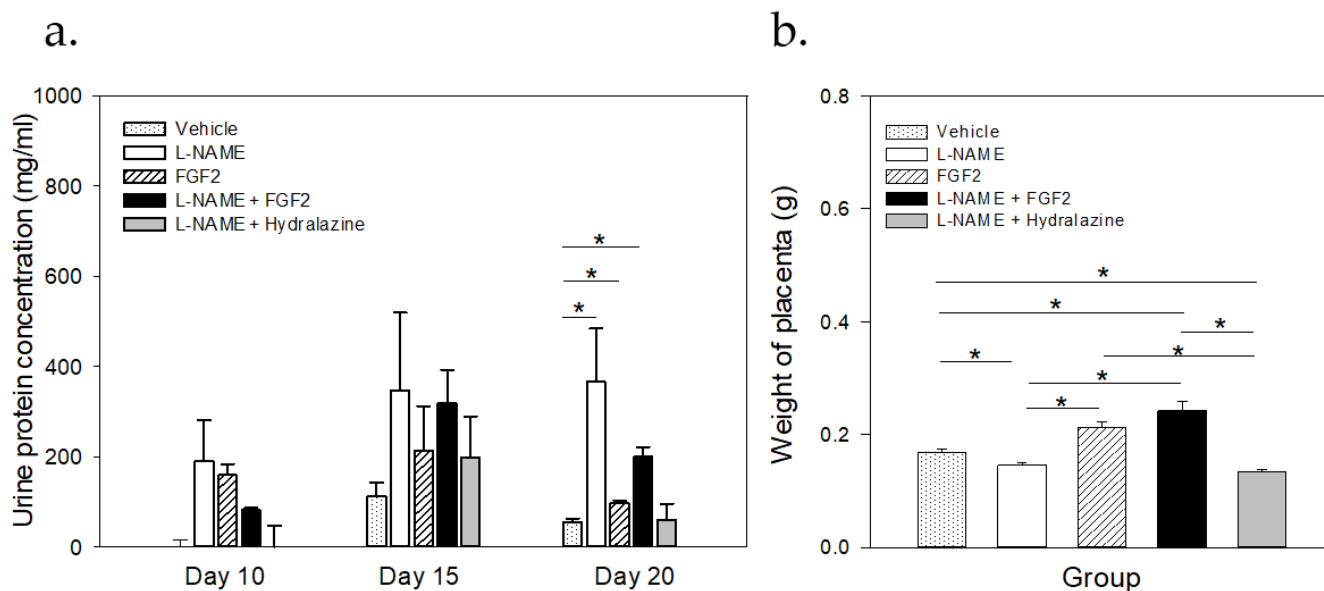 a.
Urine protein concentration (mg/ml)
1000
800
600
400
200
0
Vehicle
L-NAME
FGF2
L-NAME + FGF2
L-NAME + Hydralazine
*
*
*
Day 10
Day 15
Day 20
b.
Weight of placenta (g)
0.8
0.6
0.4
0.2
0.0
Vehicle
L-NAME
FGF2
L-NAME + FGF2
L-NAME + Hydralazine
*
*
*
*
*
*
*
Group